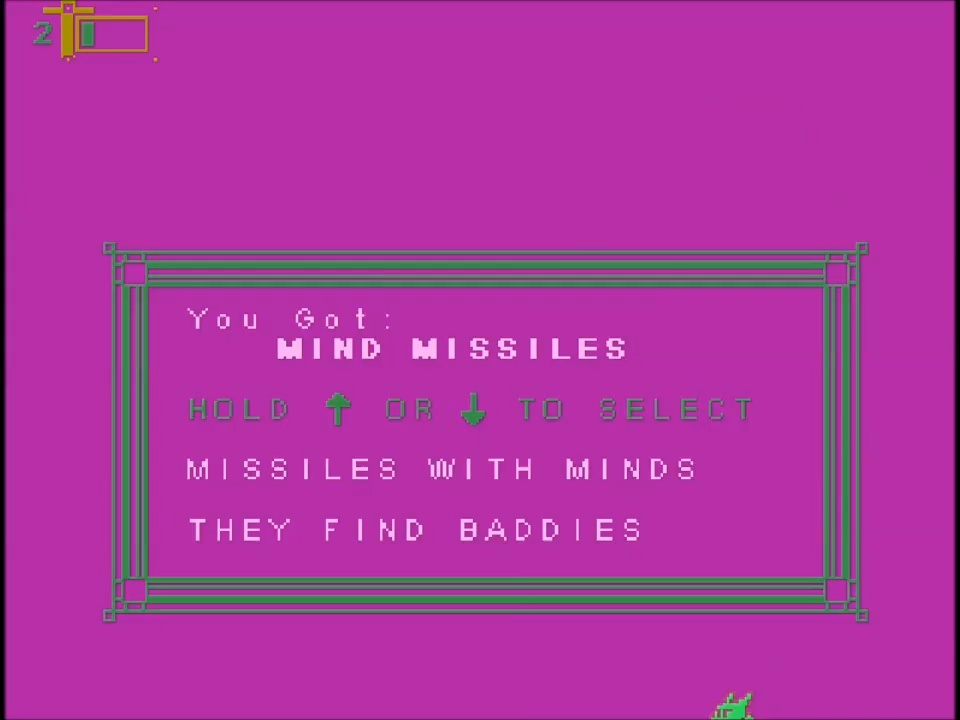 2
You Got:
MIND MISSILES
HOLD ↑ OR ↓ TO SELECT
MISSILES WITH MINDS
THEY FIND BADDIES